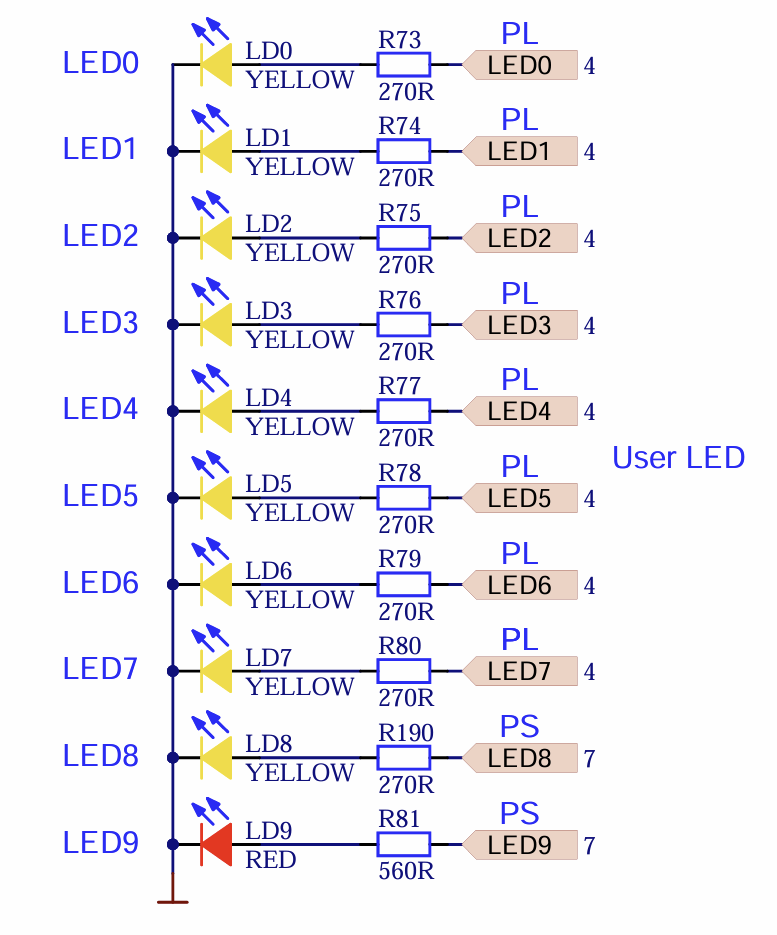 PL
LED0 LD0 R73 LED0 4
YELLOW 270R
PL
LED1 LD1 R74 LED1 4
YELLOW 270R
PL
LED2 LD2 R75 LED2 4
YELLOW 270R
PL
LED3 LD3 R76 LED3 4
YELLOW 270R
PL
LED4 LD4 R77 LED4 4
YELLOW 270R
User LED
PL
LED5 LD5 R78 LED5 4
YELLOW 270R
PL
LED6 LD6 R79 LED6 4
YELLOW 270R
PL
LED7 LD7 R80 LED7 4
YELLOW 270R
PS
LED8 LD8 R190 LED8 7
YELLOW 270R
PS
LED9 LD9 R81 LED9 7
RED 560R